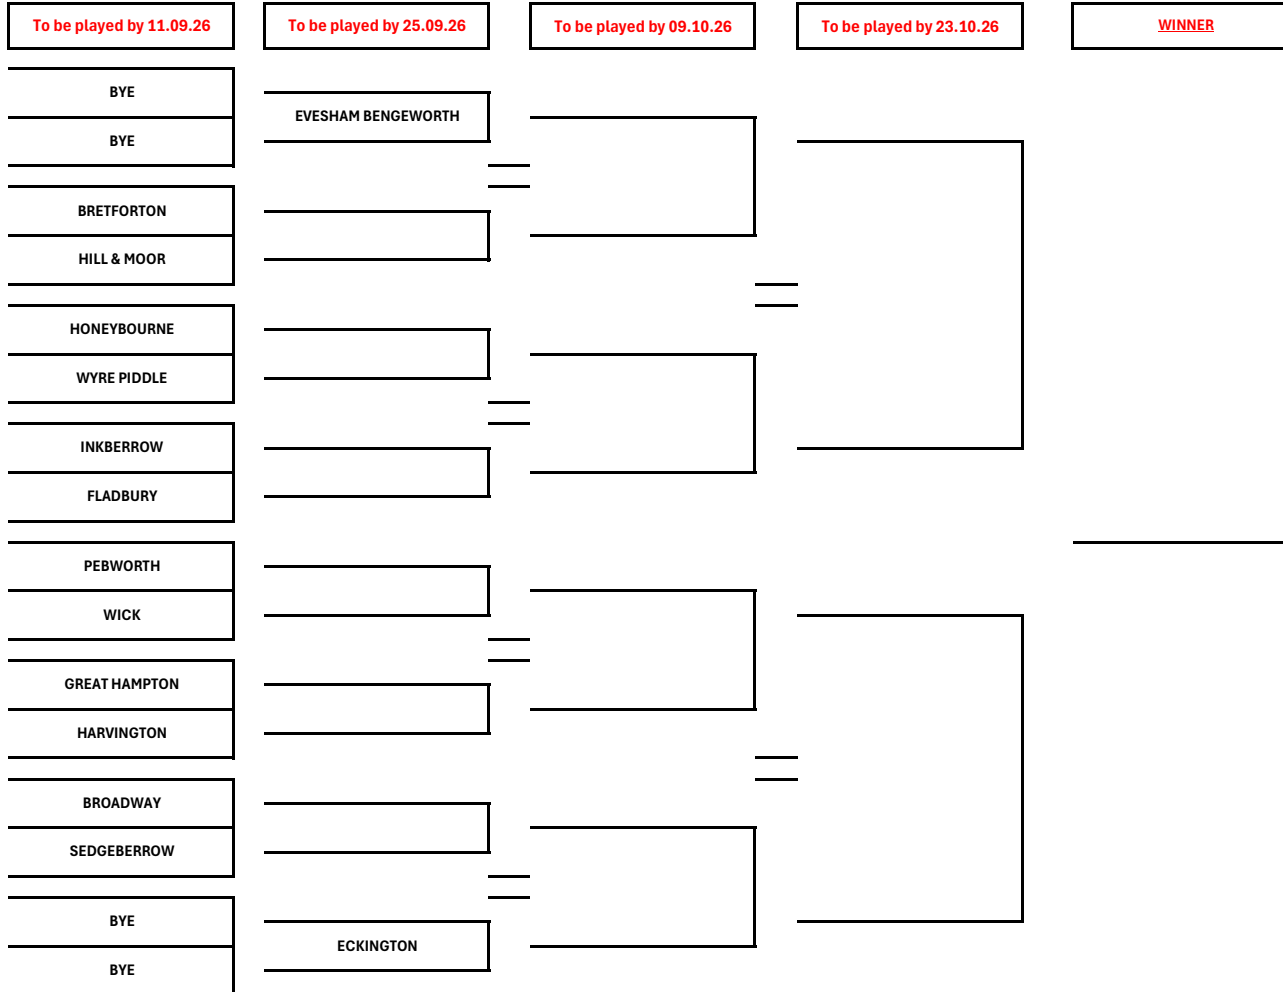 To be played by 11.09.26
To be played by 25.09.26
To be played by 09.10.26
To be played by 23.10.26
WINNER
BYE
BYE
EVESHAM BENGEWORTH
BRETFORTON
HILL & MOOR
HONEYBOURNE
WYRE PIDDLE
INKBERROW
FLADBURY
PEBWORTH
WICK
GREAT HAMPTON
HARVINGTON
BROADWAY
SEDGEBERROW
BYE
BYE
ECKINGTON